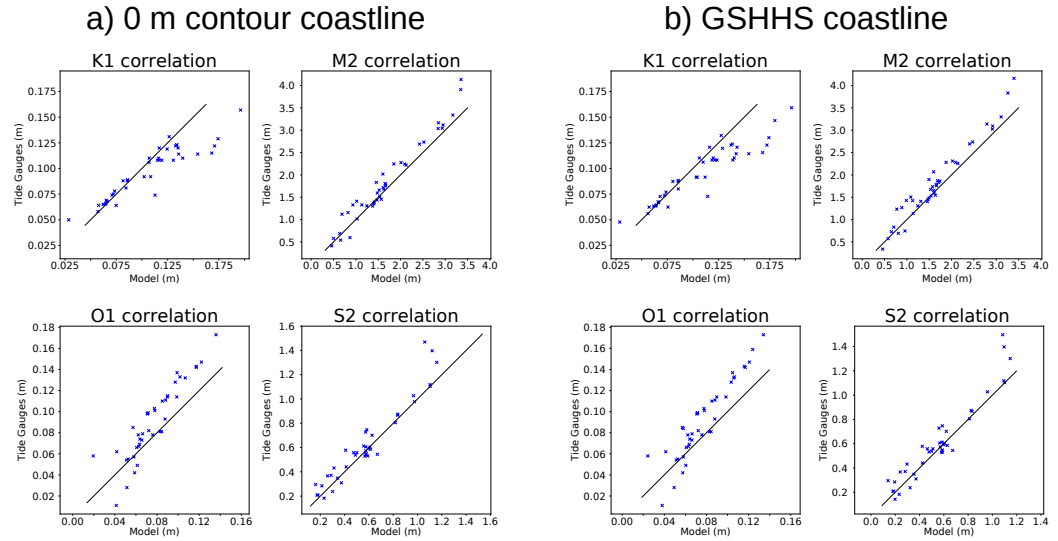 a) 0 m contour coastline
b) GSHHS coastline
K1 correlation
Tide Gauges (m)
0.175
0.150
0.125
0.100
0.075
0.050
0.025
0.025 0.075 0.125 0.175
Model (m)
M2 correlation
4.0
3.5
3.0
2.5
2.0
1.5
1.0
0.5
0.0 0.5 1.0 1.5 2.0 2.5 3.0 3.5 4.0
Model (m)
K1 correlation
Tide Gauges (m)
0.175
0.150
0.125
0.100
0.075
0.050
0.025
0.025 0.075 0.125 0.175
Model (m)
M2 correlation
Tide Gauges (m)
4.0
3.5
3.0
2.5
2.0
1.5
1.0
0.5
0.0 0.5 1.0 1.5 2.0 2.5 3.0 3.5 4.0
Model (m)
O1 correlation
Tide Gauges (m)
0.18
0.16
0.14
0.12
0.10
0.08
0.06
0.04
0.02
0.00 0.04 0.08 0.12 0.16
Model (m)
S2 correlation
Tide Gauges (m)
1.6
1.4
1.2
1.0
0.8
0.6
0.4
0.2
0.2 0.4 0.6 0.8 1.0 1.2 1.4 1.6
Model (m)
O1 correlation
Tide Gauges (m)
0.18
0.16
0.14
0.12
0.10
0.08
0.06
0.04
0.02
0.00 0.04 0.08 0.12 0.16
Model (m)
S2 correlation
Tide Gauges (m)
1.4
1.2
1.0
0.8
0.6
0.4
0.2
0.0 0.2 0.4 0.6 0.8 1.0 1.2 1.4
Model (m)